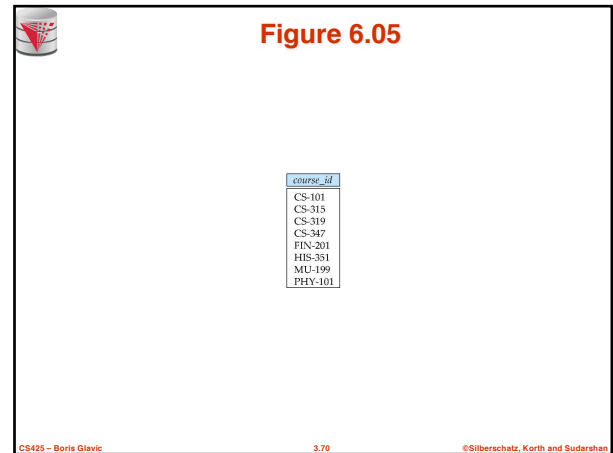 Figure 6.05
course_id
CS-101
CS-315
CS-319
CS-347
FIN-201
HIS-351
MU-199
PHY-101
CS425 – Boris Glavic
3.70
©Silberschatz, Korth and Sudarshan